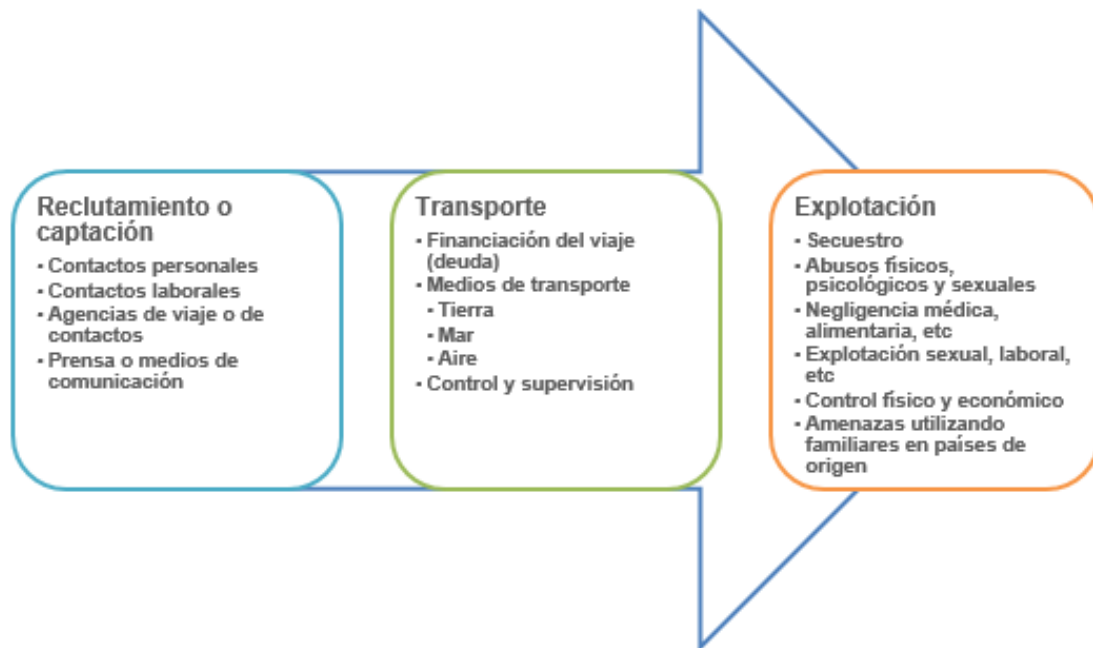 Reclutamiento o
captación
▪ Contactos personales
▪ Contactos laborales
▪ Agencias de viaje o de
contactos
▪ Prensa o medios de
comunicación
Transporte
▪ Financiación del viaje
(deuda)
▪ Medios de transporte
▪ Tierra
▪ Mar
▪ Aire
▪ Control y supervisión
Explotación
▪ Secuestro
▪ Abusos físicos,
psicológicos y sexuales
▪ Negligencia médica,
alimentaria, etc
▪ Explotación sexual, laboral,
etc
▪ Control físico y económico
▪ Amenazas utilizando
familiares en países de
origen